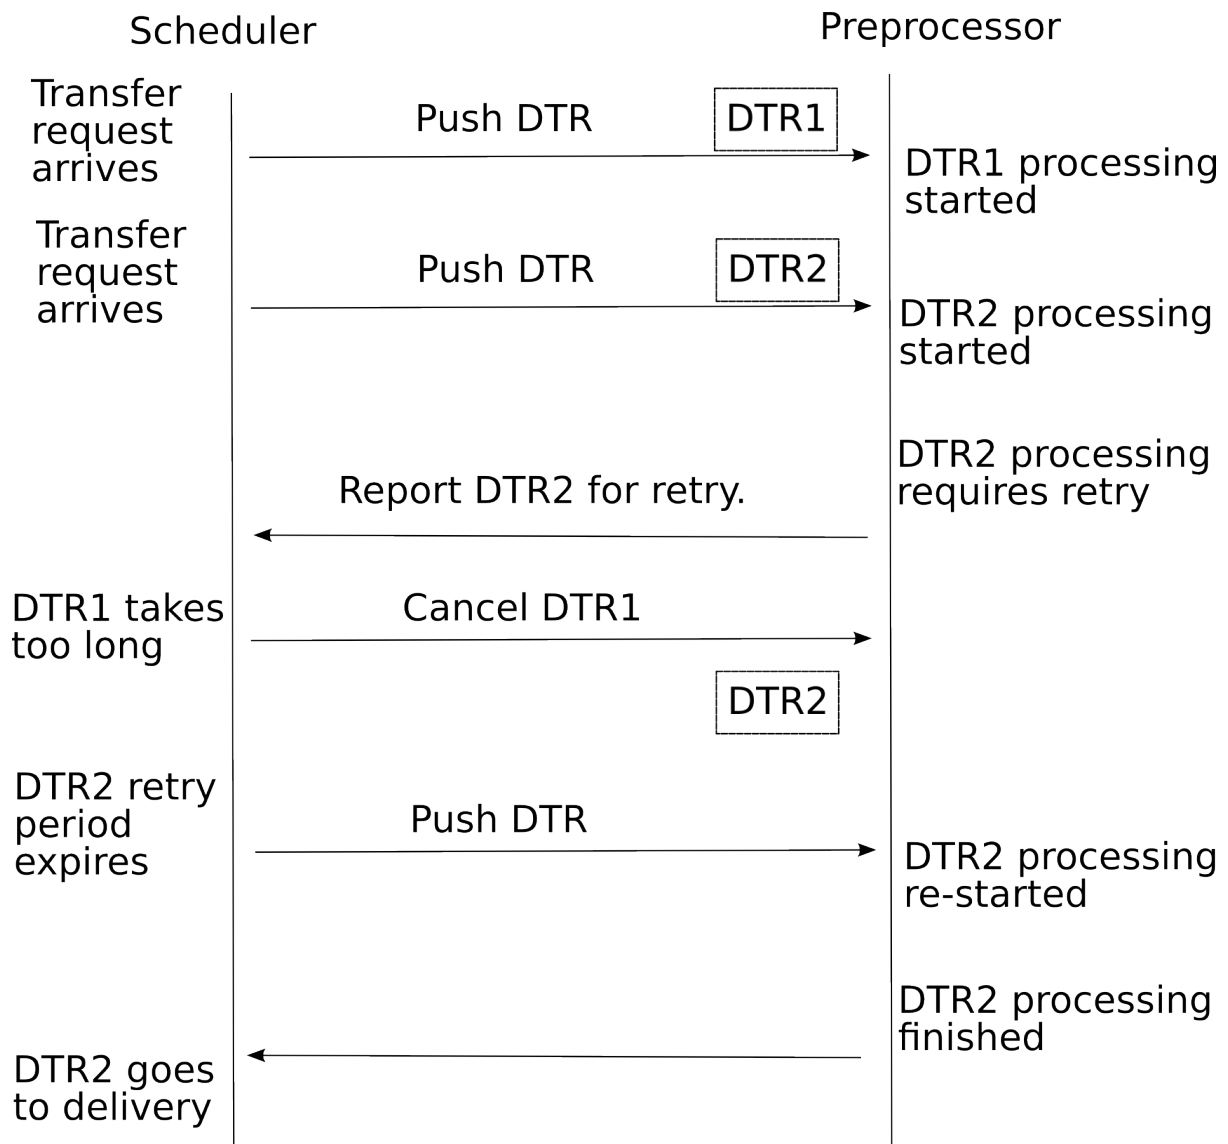 Scheduler
Preprocessor
Transfer
request
arrives
Push DTR
DTR1
DTR1 processing
started
Transfer
request
arrives
Push DTR
DTR2
DTR2 processing
started
DTR2 processing
requires retry
Report DTR2 for retry.
DTR1 takes
too long
Cancel DTR1
DTR2
DTR2 retry
period
expires
Push DTR
DTR2 processing
re-started
DTR2 processing
finished
DTR2 goes
to delivery